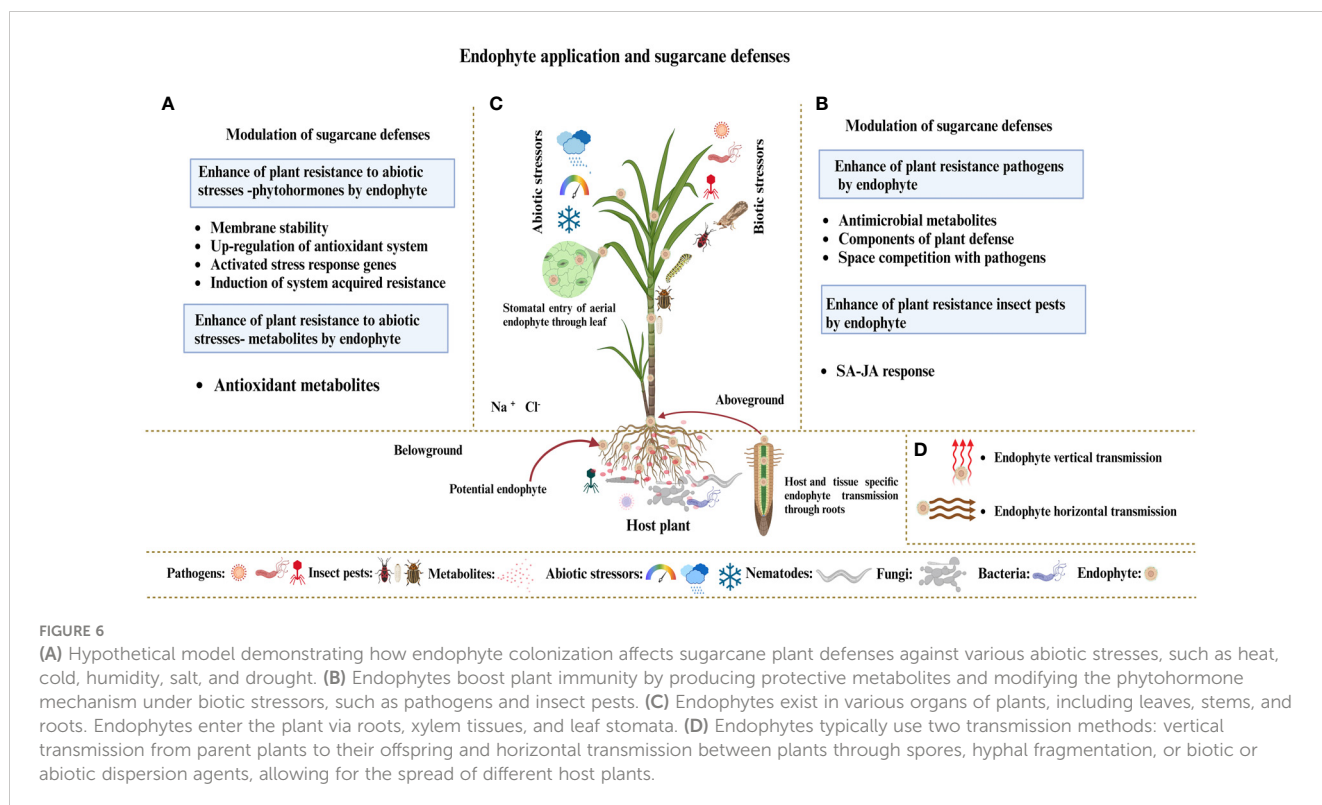 Endophyte application and sugarcane defenses
A
Modulation of sugarcane defenses
Enhance of plant resistance to abiotic
stresses -phytohormones by endophyte
• Membrane stability
• Up-regulation of antioxidant system
• Activated stress response genes
• Induction of system acquired resistance
Enhance of plant resistance to abiotic
stresses- metabolites by endophyte
• Antioxidant metabolites
C
Abiotic stressors
Biotic stressors
Stomatal entry of aerial
endophyte through leaf
Na + Cl-
Aboveground
B
Modulation of sugarcane defenses
Enhance of plant resistance pathogens
by endophyte
• Antimicrobial metabolites
• Components of plant defense
• Space competition with pathogens
Enhance of plant resistance insect pests
by endophyte
• SA-JA response
Belowground
Potential endophyte
Host plant
Host and tissue specific
endophyte transmission
through roots
D
• Endophyte vertical transmission
• Endophyte horizontal transmission
Pathogens: Insect pests: Metabolites: Abiotic stressors: Nematodes: Fungi: Bacteria: Endophyte:
FIGURE 6
(A) Hypothetical model demonstrating how endophyte colonization affects sugarcane plant defenses against various abiotic stresses, such as heat,
cold, humidity, salt, and drought. (B) Endophytes boost plant immunity by producing protective metabolites and modifying the phytohormone
mechanism under biotic stressors, such as pathogens and insect pests. (C) Endophytes exist in various organs of plants, including leaves, stems, and
roots. Endophytes enter the plant via roots, xylem tissues, and leaf stomata. (D) Endophytes typically use two transmission methods: vertical
transmission from parent plants to their offspring and horizontal transmission between plants through spores, hyphal fragmentation, or biotic or
abiotic dispersion agents, allowing for the spread of different host plants.